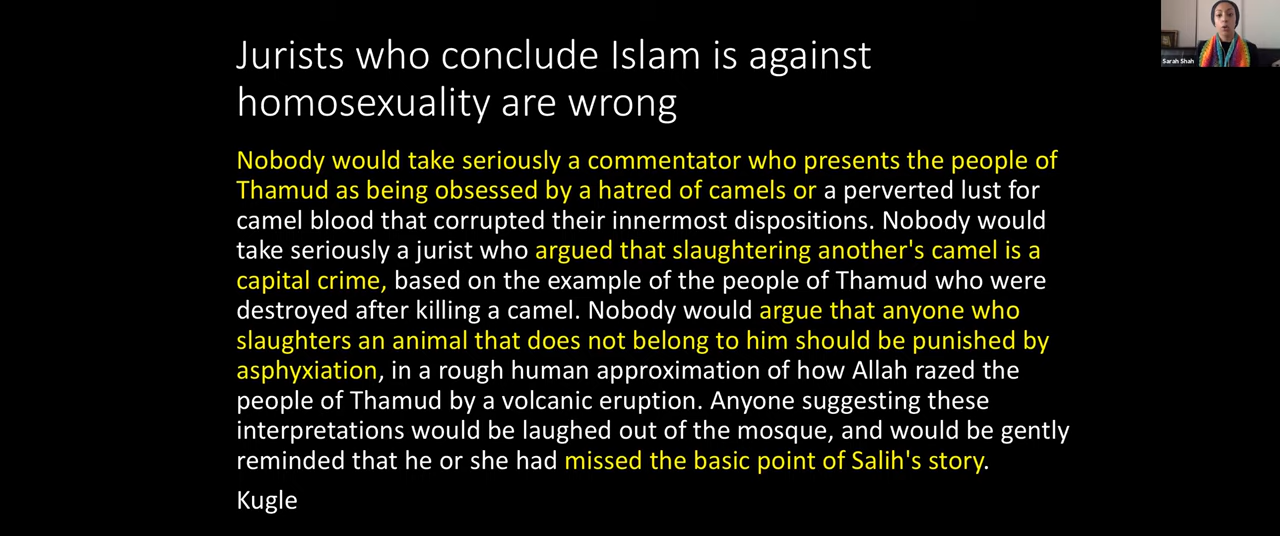 Jurists who conclude Islam is against
homosexuality are wrong
Sarah Shah
Nobody would take seriously a commentator who presents the people of
Thamud as being obsessed by a hatred of camels or a perverted lust for
camel blood that corrupted their innermost dispositions. Nobody would
take seriously a jurist who argued that slaughtering another's camel is a
capital crime, based on the example of the people of Thamud who were
destroyed after killing a camel. Nobody would argue that anyone who
slaughters an animal that does not belong to him should be punished by
asphyxiation, in a rough human approximation of how Allah razed the
people of Thamud by a volcanic eruption. Anyone suggesting these
interpretations would be laughed out of the mosque, and would be gently
reminded that he or she had missed the basic point of Salih's story.
Kugle